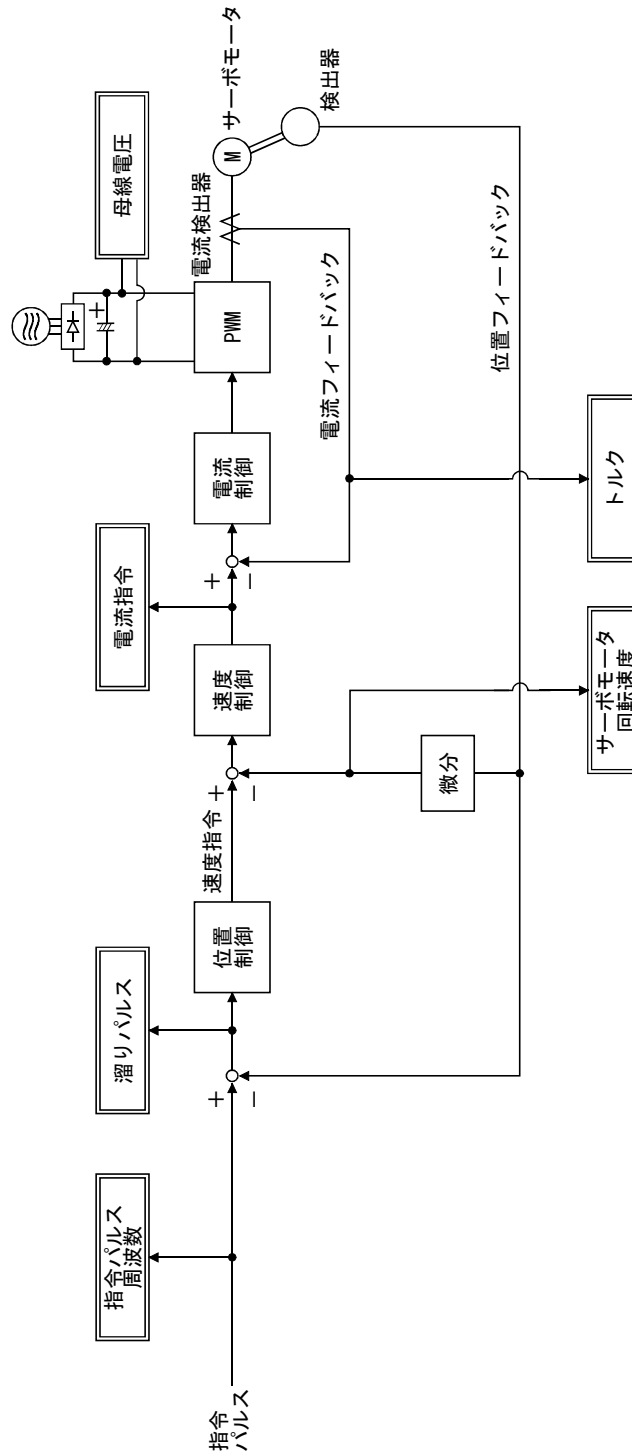 指令パルス
周波数
溜りパルス
電流指令
母線電圧
指令
パルス
+
−
位置
制御
速度指令
+
−
速度
制御
+
−
電流
制御
PWM
+
電流検出器
M
サーボモータ
検出器
電流フィードバック
微分
位置フィードバック
サーボモータ
回転速度
トルク